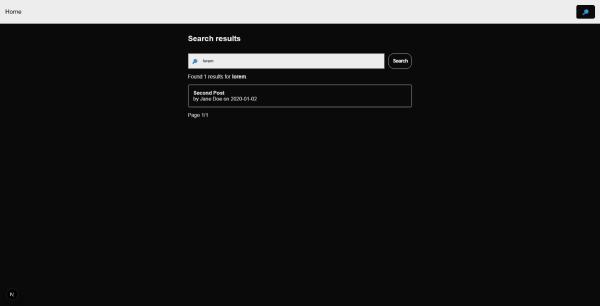 Home
Search results
lorem
Search
Found 1 results for lorem.
Second Post
by Jane Doe on 2020-01-02
Page 1/1
N